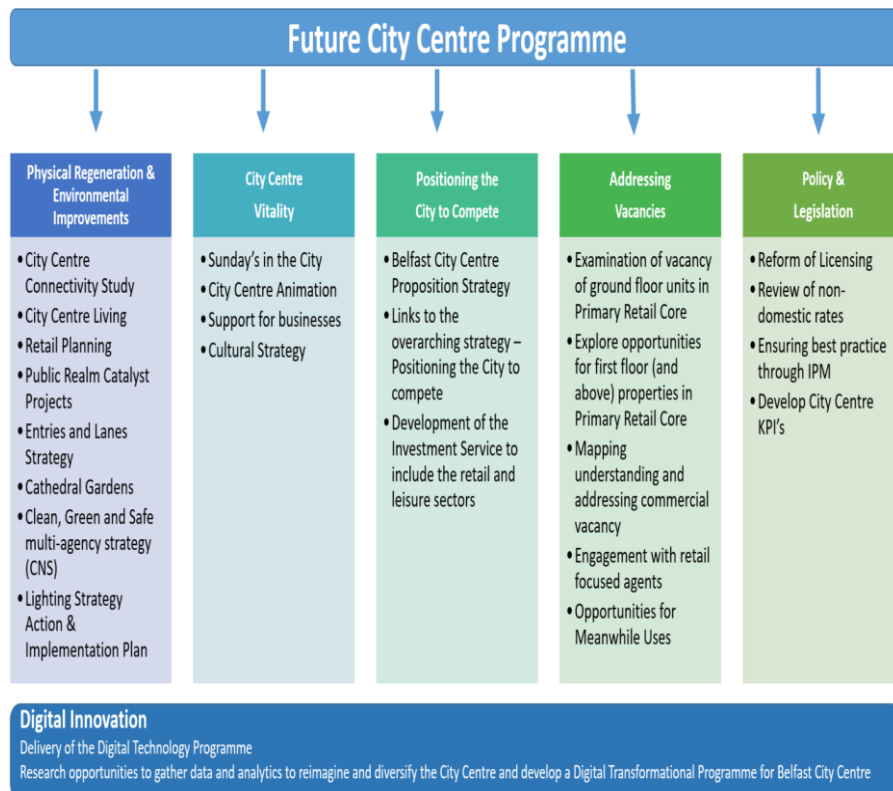 Future City Centre Programme
Physical Regeneration &
Environmental
Improvements
• City Centre
Connectivity Study
• City Centre Living
• Retail Planning
• Public Realm Catalyst
Projects
• Entries and Lanes
Strategy
• Cathedral Gardens
• Clean, Green and Safe
multi-agency strategy
(CNS)
• Lighting Strategy
Action &
Implementation Plan
City Centre
Vitality
• Sunday's in the City
• City Centre Animation
• Support for businesses
• Cultural Strategy
Positioning the
City to Compete
• Belfast City Centre
Proposition Strategy
• Links to the
overarching strategy –
Positioning the City to
compete
• Development of the
Investment Service to
include the retail and
leisure sectors
Addressing
Vacancies
• Examination of vacancy
of ground floor units in
Primary Retail Core
• Explore opportunities
for first floor (and
above) properties in
Primary Retail Core
• Mapping
understanding and
addressing commercial
vacancy
• Engagement with retail
focused agents
• Opportunities for
Meanwhile Uses
Policy &
Legislation
• Reform of Licensing
• Review of non-
domestic rates
• Ensuring best practice
through IPM
• Develop City Centre
KPI's
Digital Innovation
Delivery of the Digital Technology Programme
Research opportunities to gather data and analytics to reimagine and diversify the City Centre and develop a Digital Transformational Programme for Belfast City Centre